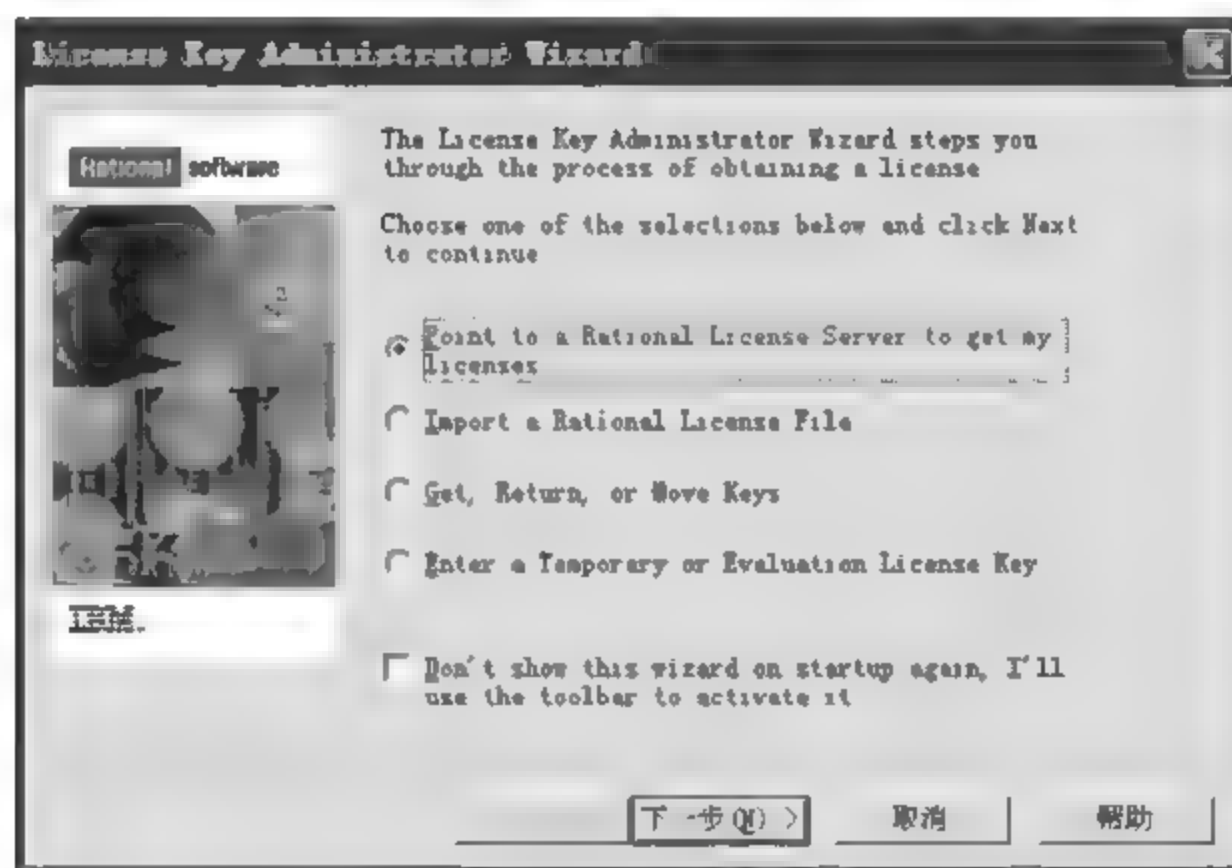 License Key Administrator Wizard
Rational software
The License Key Administrator Wizard steps you
through the process of obtaining a license
Choose one of the selections below and click Next
to continue
Point to a Rational License Server to get my
licenses
Import a Rational License File
Get, Return, or Move Keys
Enter a Temporary or Evaluation License Key
IBM.
Don't show this wizard on startup again, I'll
use the toolbar to activate it
下一步(N) >
取消
帮助